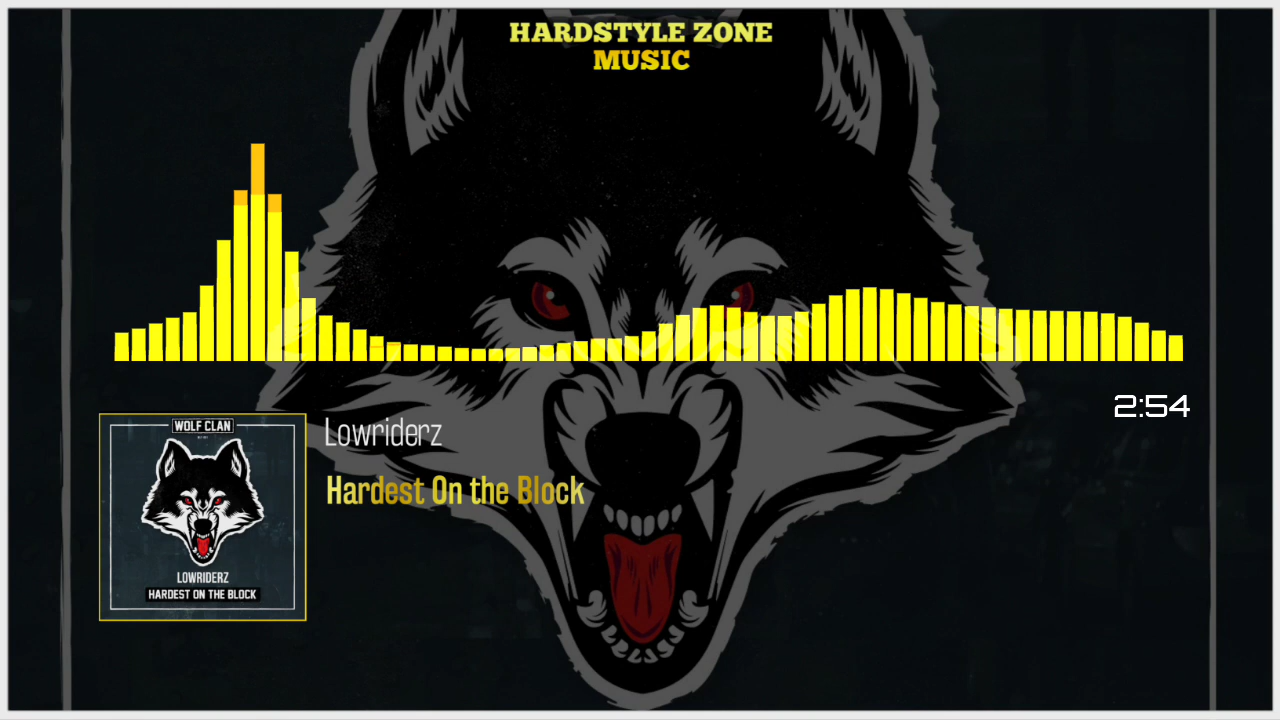 HARDSTYLE ZONE
MUSIC
2:54
Lowriderz
Hardest On the Block
WOLF CLAN
LOWRIDERZ
HARDEST ON THE BLOCK